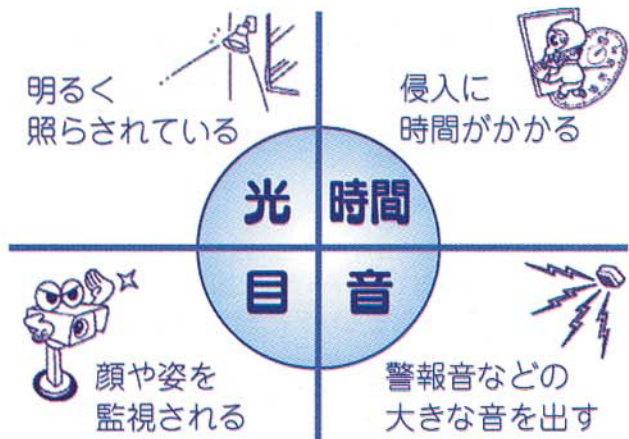 明るく
照らされている
侵入に
時間がかかる
光
時間
目
音
顔や姿を
監視される
警報音などの
大きな音を出す